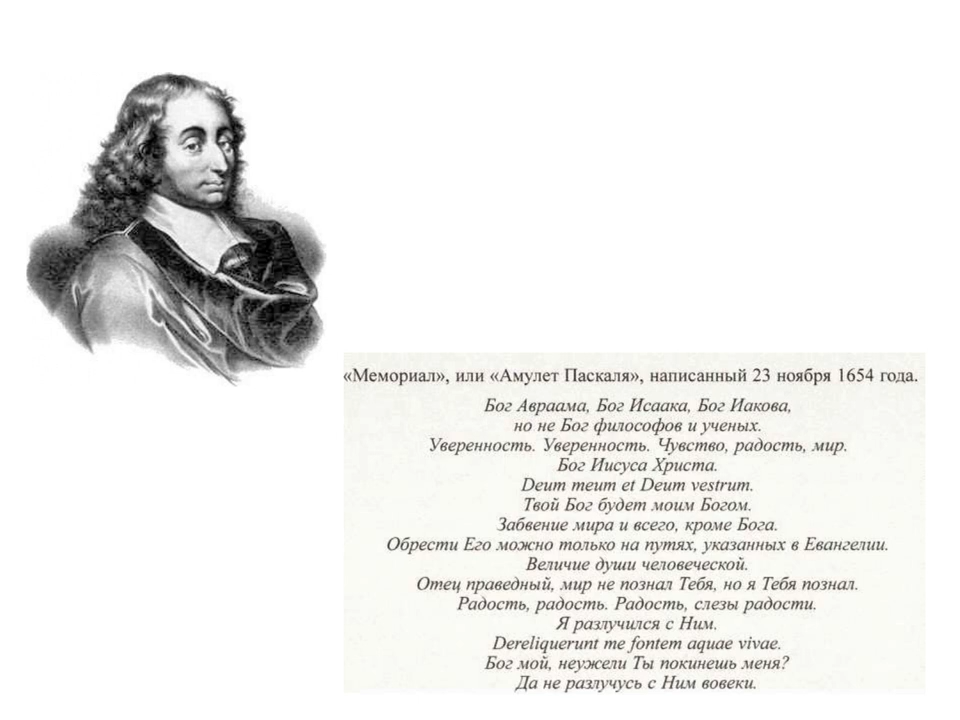 «Мемориал», или «Амулет Паскаля», написанный 23 ноября 1654 года.
Бог Авраама, Бог Исаака, Бог Иакова,
но не Бог философов и ученых.
Уверенность. Уверенность. Чувство, радость, мир.
Бог Иисуса Христа.
Deum meum et Deum vestrum.
Твой Бог будет моим Богом.
Забвение мира и всего, кроме Бога.
Обрести Его можно только на путях, указанных в Евангелии.
Величие души человеческой.
Отец праведный, мир не познал Тебя, но я Тебя познал.
Радость, радость. Радость, слезы радости.
Я разлучился с Ним.
Dereliquerunt me fontem aquae vivae.
Бог мой, неужели Ты покинешь меня?
Да не разлучусь с Ним вовеки.